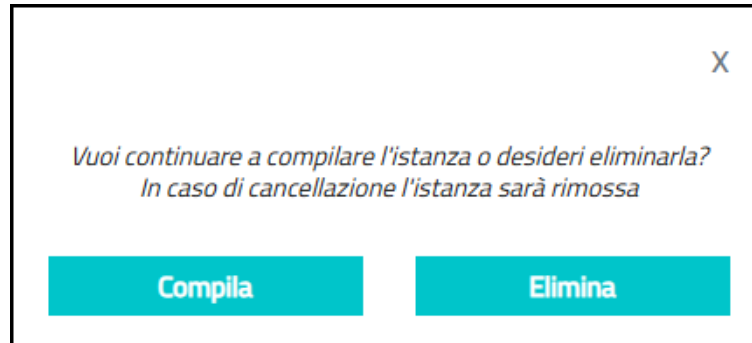 X
Vuoi continuare a compilare l'istanza o desideri eliminarla?
In caso di cancellazione l'istanza sarà rimossa
Compila
Elimina